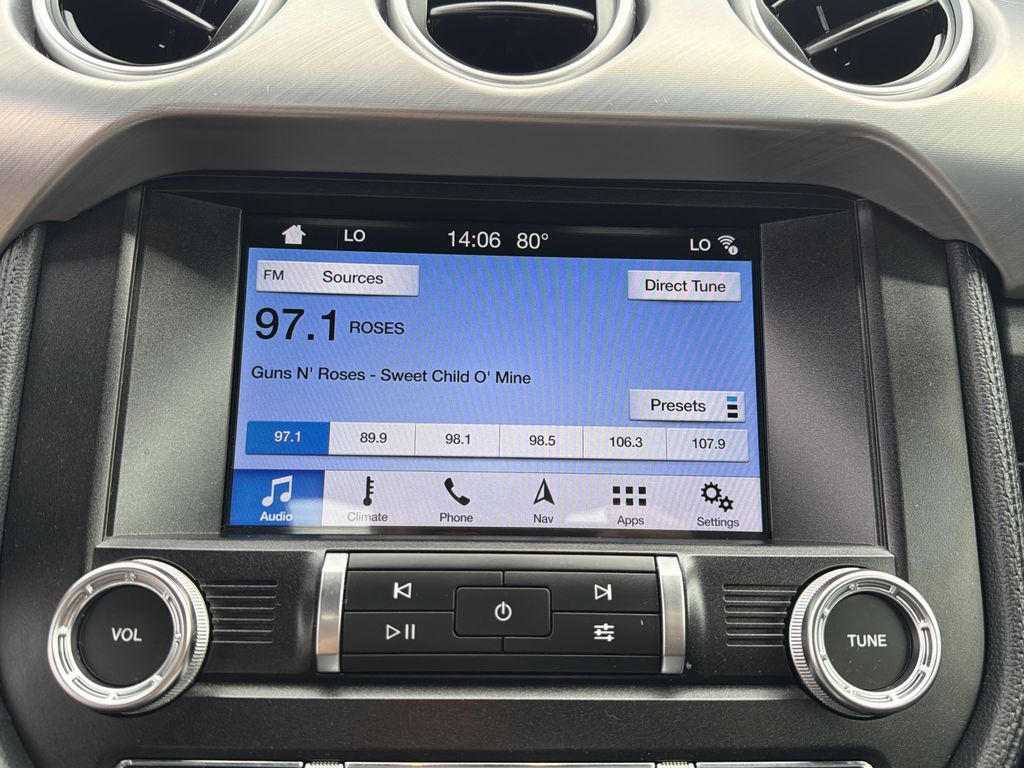 LO 14:06 80° LO
FM Sources
Direct Tune
97.1 ROSES
Guns N' Roses - Sweet Child O' Mine
Presets
97.1 89.9 98.1 98.5 106.3 107.9
Audio Climate Phone Nav Apps Settings
VOL
TUNE